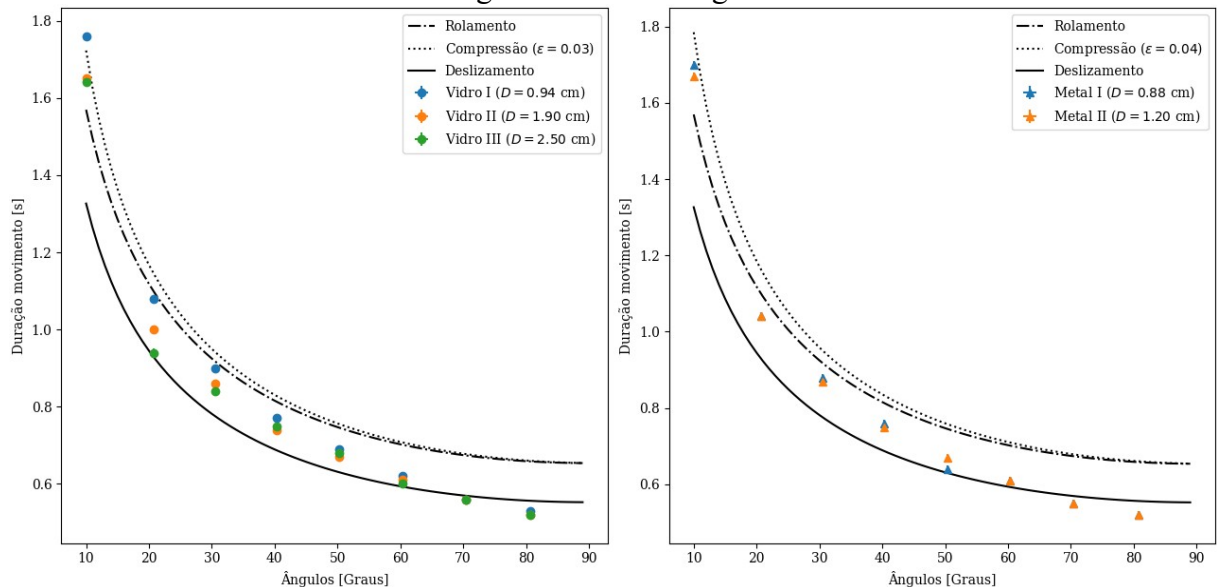 1.8
1.6
1.4
1.2
1.0
0.8
0.6
Duração movimento [s]
10 20 30 40 50 60 70 80 90
Ângulos [Graus]
Rolamento
Compressão (ε = 0.03)
Deslizamento
Vidro I (D = 0.94 cm)
Vidro II (D = 1.90 cm)
Vidro III (D = 2.50 cm)
1.8
1.6
1.4
1.2
1.0
0.8
0.6
Duração movimento [s]
10 20 30 40 50 60 70 80 90
Ângulos [Graus]
Rolamento
Compressão (ε = 0.04)
Deslizamento
Metal I (D = 0.88 cm)
Metal II (D = 1.20 cm)